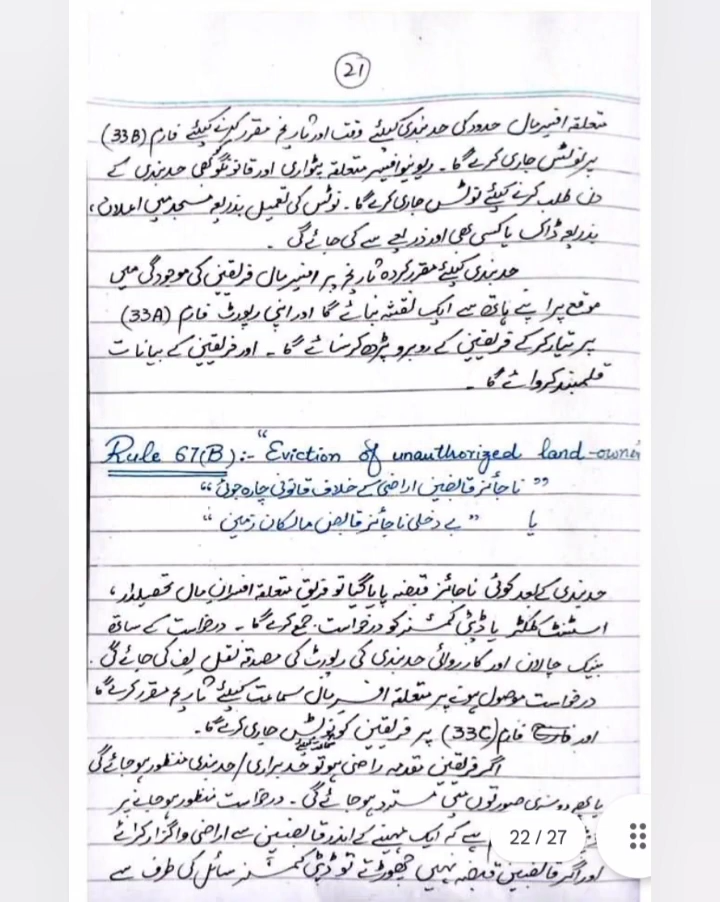 21
متعلقہ افسر مال حدود کی حد بندی کیلئے وقت اور تاریخ مقرر کرنے کیلئے فارم (33B)
پر نوٹس جاری کرے گا۔ ریونیو آفیسر متعلقہ پٹواری اور قانونگو کو بھی حد بندی کے
دن طلب کرنے کیلئے نوٹس جاری کرے گا۔ نوٹس کی تعمیل بذریعہ مسجد میں اعلان،
بذریعہ ڈاک یا کسی بھی اور ذریعے سے کی جائے گی۔
حد بندی کیلئے مقرر کردہ تاریخ پر افسر مال فریقین کی موجودگی میں
موقع پر اپنے ہاتھ سے ایک نقشہ بنائے گا اور اپنی رپورٹ فارم (33A)
پر تیار کر کے فریقین کے روبرو پڑھ کر سنائے گا۔ اور فریقین کے بیانات
قلمبند کروائے گا۔
Rule 67(B):- "Eviction of unauthorized land-owner
"ناجائز قابضین اراضی کے خلاف قانونی چارہ جوئی"
یا "بے دخلی ناجائز قابض مالکان زمین"
حد بندی کے بعد کوئی ناجائز قبضہ پایا گیا تو فریق متعلقہ افسران مال تحصیلدار،
اسسٹنٹ کلکٹر یا ڈپٹی کمشنر کو درخواست جمع کرے گا۔ درخواست کے ساتھ
بینک چالان اور کارروائی حد بندی کی رپورٹ کی مصدقہ نقل لف کی جائے گی۔
درخواست موصول ہونے پر متعلقہ افسر مال سماعت کیلئے تاریخ مقرر کرے گا
اور فارم (33C) پر فریقین کو نوٹس جاری کرے گا۔
اگر فریقین مقدمہ راضی ہو تو حد براری / حد بندی منظور ہو جائے گی
یا پھر دوسری صورتوں میں مسترد ہو جائے گی۔ درخواست منظور ہو جانے پر
ہے کہ ایک مہینے کے اندر قابضین سے اراضی واگزار کرائے
اور اگر قابضین قبضہ نہیں چھوڑتے تو ڈپٹی کمشنر سائل کی طرف سے
22 / 27